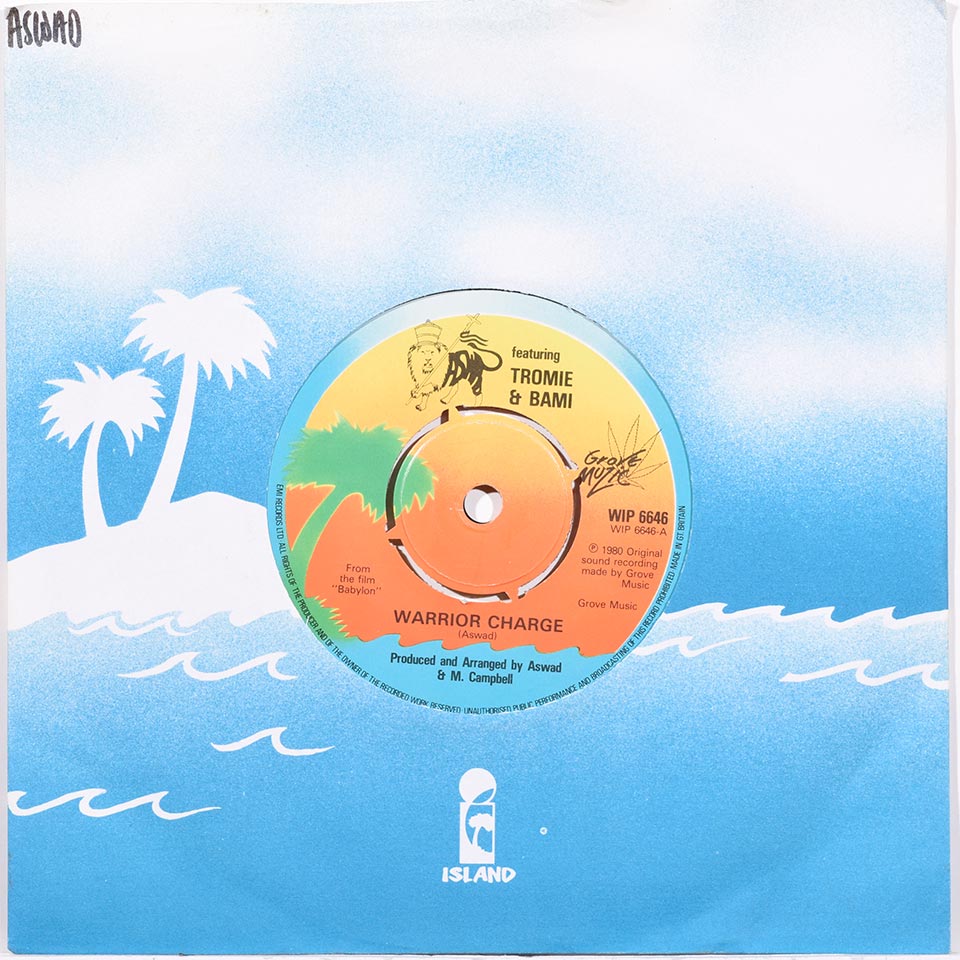 ASWAD
ASWAD
featuring
TROMIE
& BAMI
Grove
MUZIC
WIP 6646
WIP 6646-A
℗ 1980 Original
sound recording
made by Grove
Music
Grove Music
From
the film
"Babylon"
WARRIOR CHARGE
(Aswad)
Produced and Arranged by Aswad
& M. Campbell
EMI RECORDS LTD. ALL RIGHTS OF THE PRODUCER AND OF THE OWNER OF THE RECORDED WORK RESERVED. UNAUTHORISED PUBLIC PERFORMANCE AND BROADCASTING OF THIS RECORD PROHIBITED. MADE IN GT. BRITAIN
ISLAND